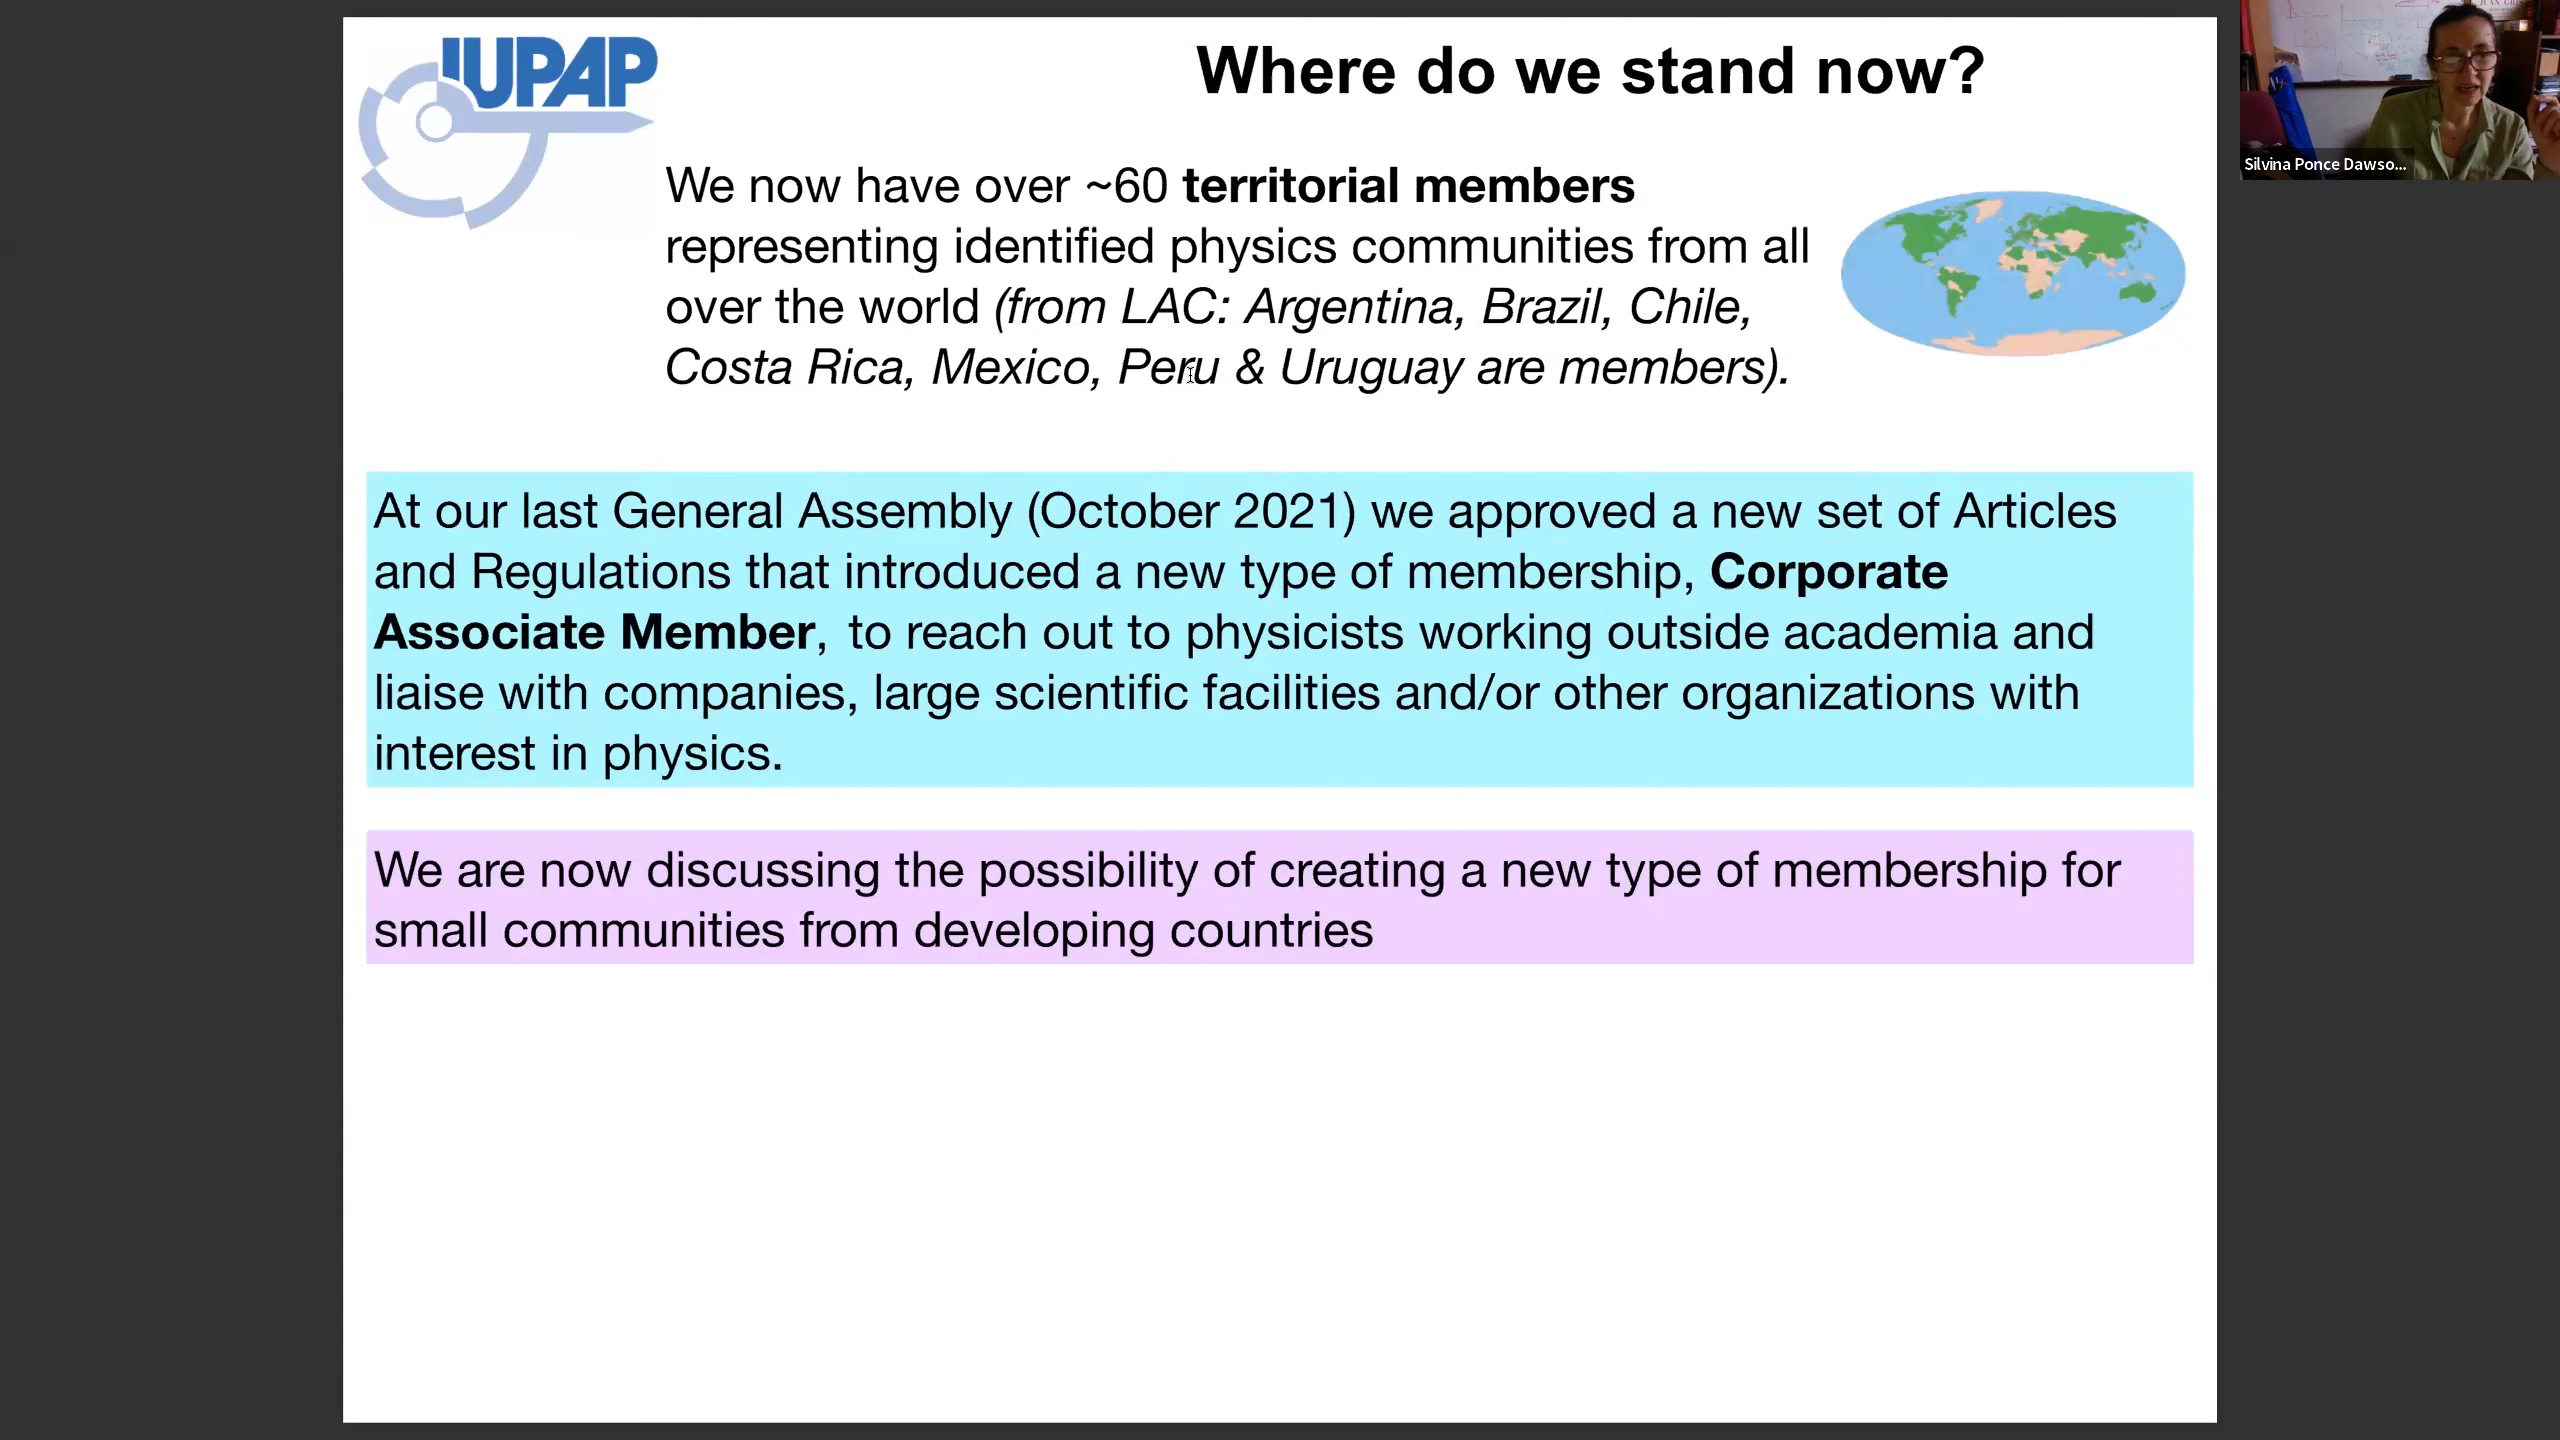 IUPAP
Where do we stand now?
We now have over ~60 territorial members
representing identified physics communities from all
over the world (from LAC: Argentina, Brazil, Chile,
Costa Rica, Mexico, Peru & Uruguay are members).
At our last General Assembly (October 2021) we approved a new set of Articles
and Regulations that introduced a new type of membership, Corporate
Associate Member, to reach out to physicists working outside academia and
liaise with companies, large scientific facilities and/or other organizations with
interest in physics.
We are now discussing the possibility of creating a new type of membership for
small communities from developing countries
Silvina Ponce Dawso...